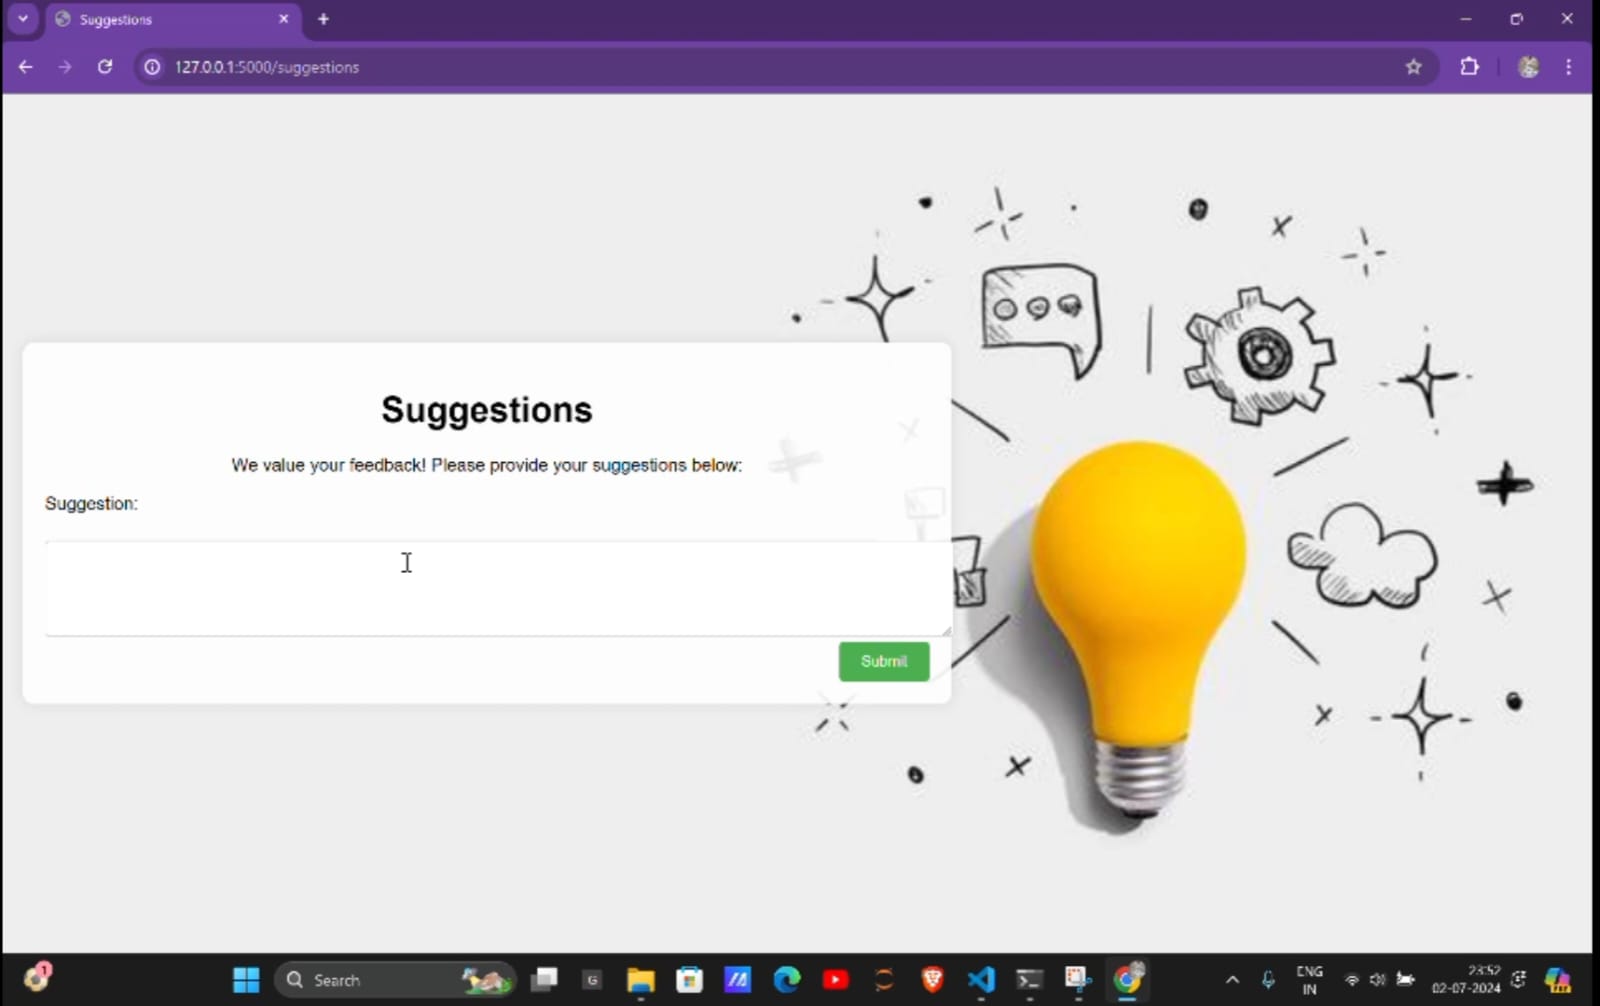 Suggestions
127.0.0.1:5000/suggestions
Suggestions
We value your feedback! Please provide your suggestions below:
Suggestion:
Submit
1
Search
G
ENG
IN
23:52
02-07-2024